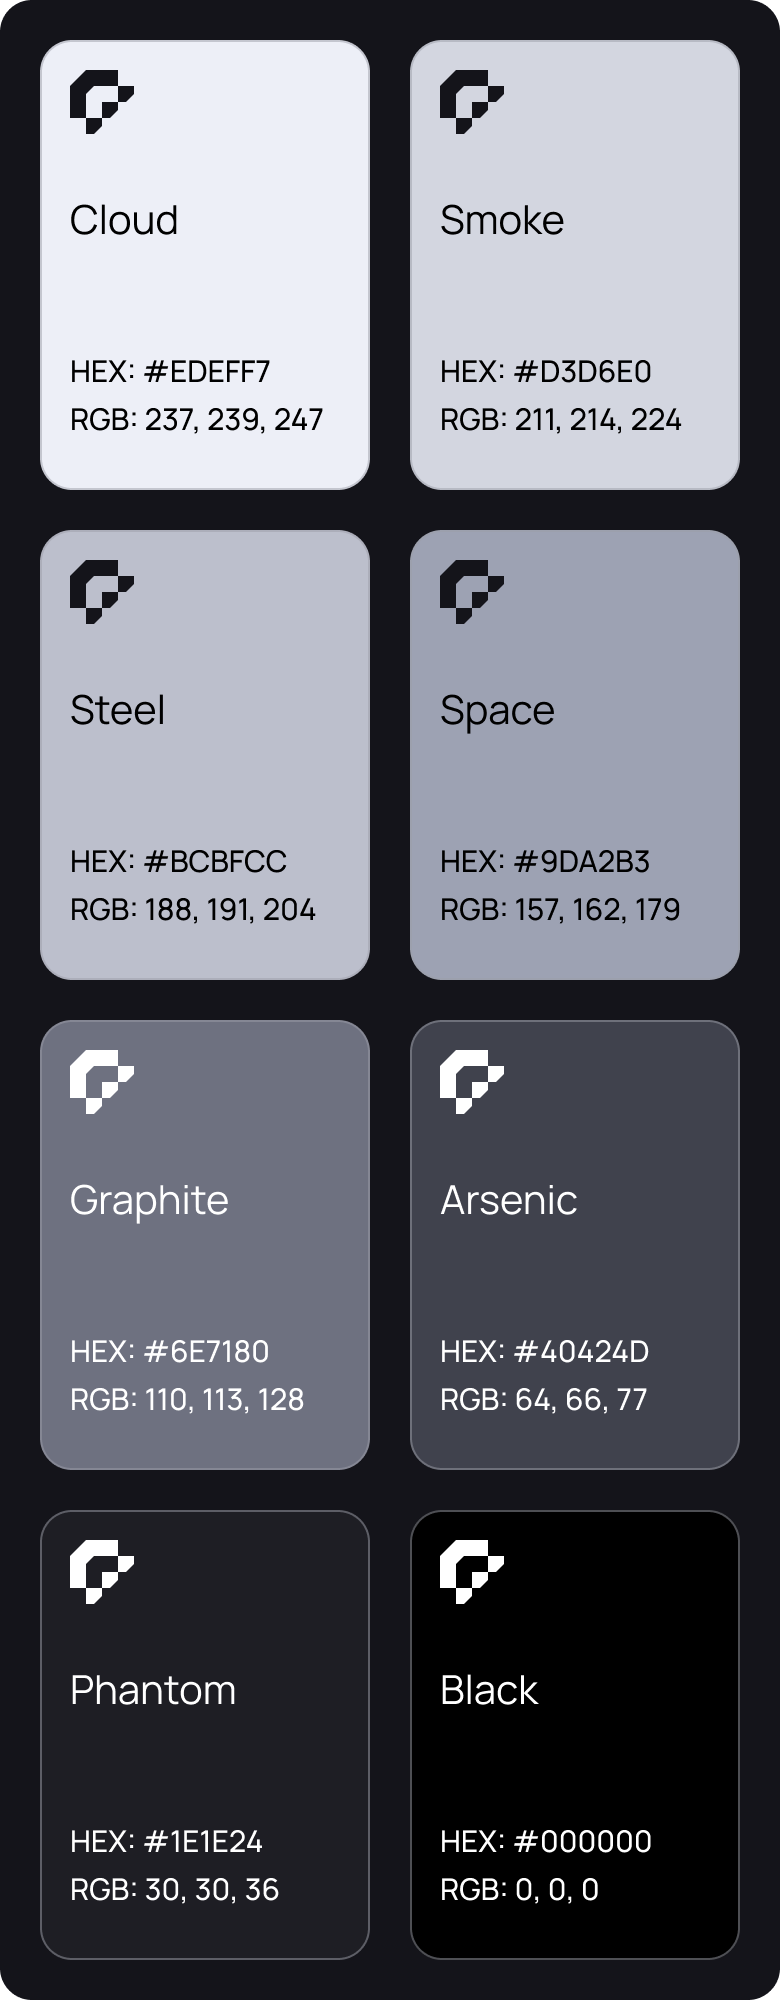 Cloud
HEX: #EDEFF7
RGB: 237, 239, 247
Smoke
HEX: #D3D6E0
RGB: 211, 214, 224
Steel
HEX: #BCBFCC
RGB: 188, 191, 204
Space
HEX: #9DA2B3
RGB: 157, 162, 179
Graphite
HEX: #6E7180
RGB: 110, 113, 128
Arsenic
HEX: #40424D
RGB: 64, 66, 77
Phantom
HEX: #1E1E24
RGB: 30, 30, 36
Black
HEX: #000000
RGB: 0, 0, 0